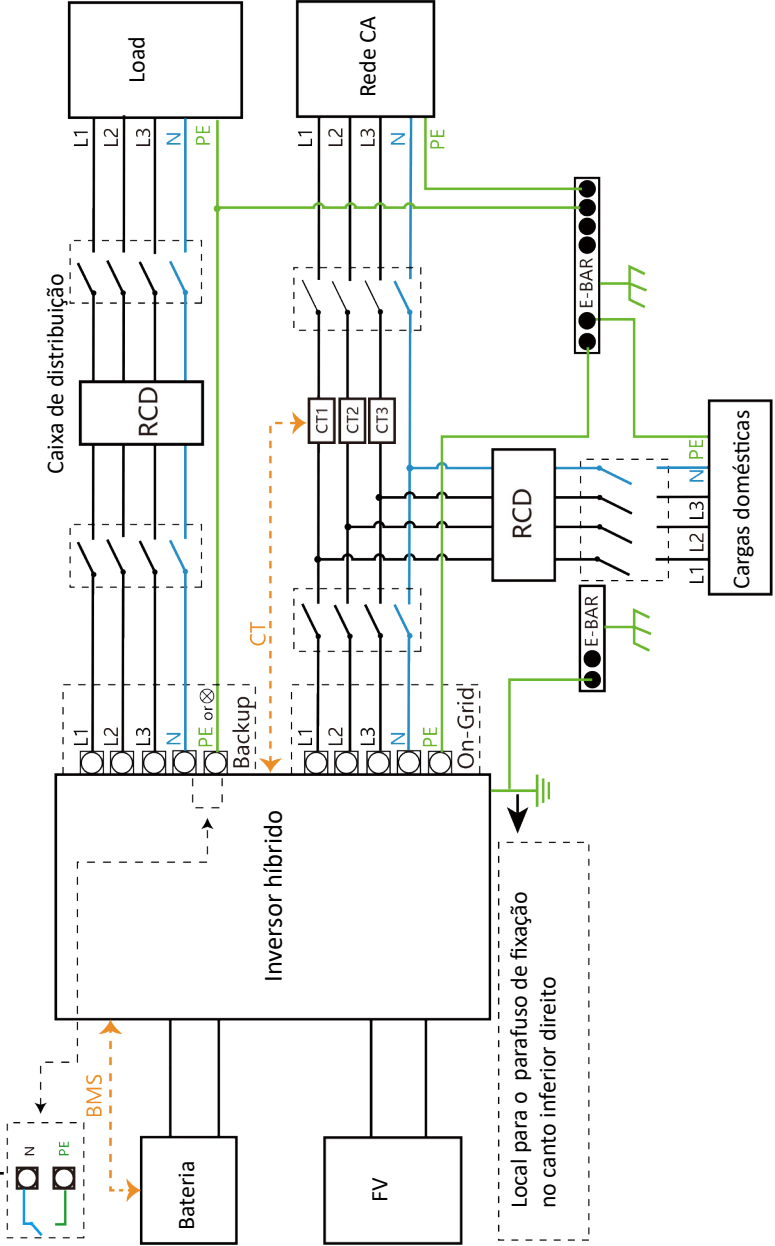 N
PE
BMS
Bateria
FV
Inversor híbrido
Local para o parafuso de fixação
no canto inferior direito
L1
L2
L3
N
PE or
Backup
CT
L1
L2
L3
N
PE
On-Grid
Caixa de distribuição
RCD
L1
L2
L3
N
PE
Load
CT1
CT2
CT3
L1
L2
L3
N
PE
Rede CA
RCD
E-BAR
E-BAR
L1
L2
L3
N
PE
Cargas domésticas